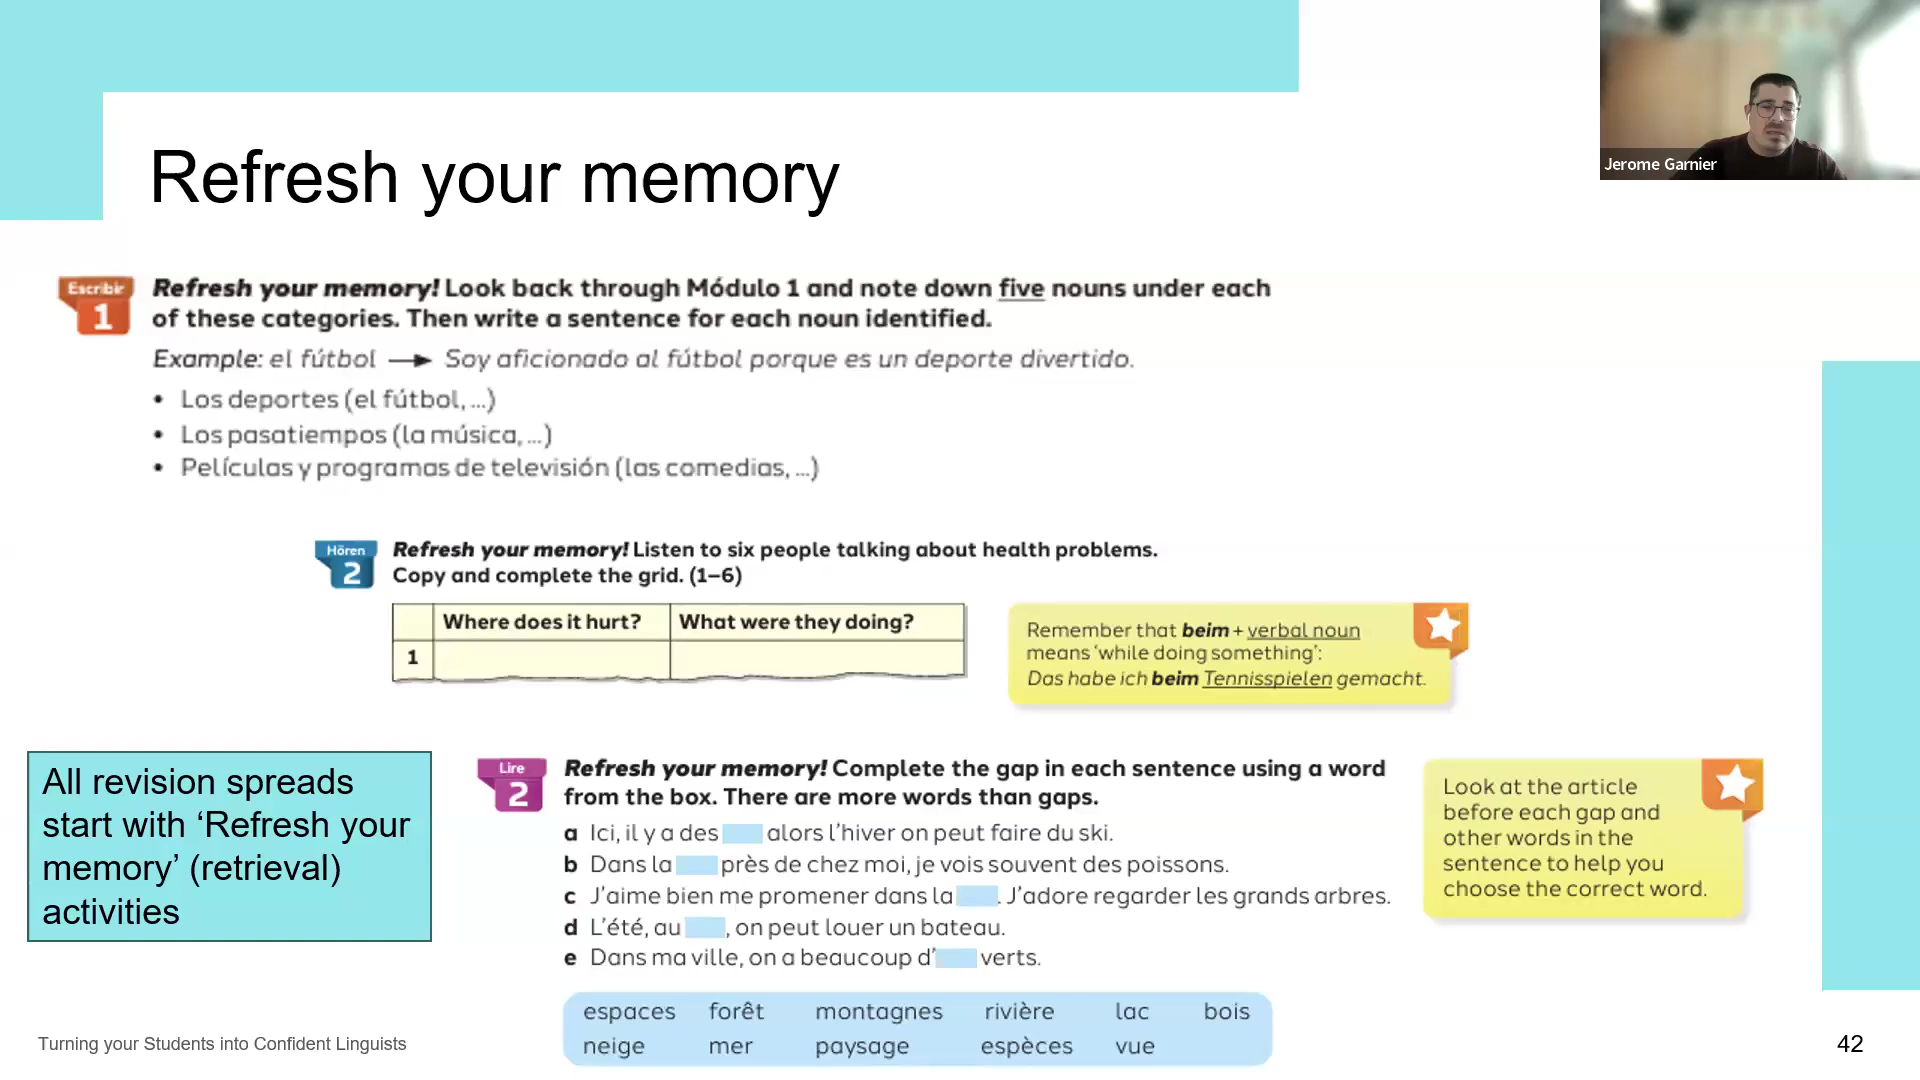 Jerome Garnier
Refresh your memory
Escribir
1
Refresh your memory! Look back through Módulo 1 and note down five nouns under each
of these categories. Then write a sentence for each noun identified.
Example: el fútbol → Soy aficionado al fútbol porque es un deporte divertido.
• Los deportes (el fútbol, ...)
• Los pasatiempos (la música, ...)
• Películas y programas de televisión (las comedias, ...)
Hören
2
Refresh your memory! Listen to six people talking about health problems.
Copy and complete the grid. (1–6)
Where does it hurt? What were they doing?
1
Remember that beim + verbal noun
means ‘while doing something’:
Das habe ich beim Tennisspielen gemacht.
All revision spreads
start with ‘Refresh your
memory’ (retrieval)
activities
Lire
2
Refresh your memory! Complete the gap in each sentence using a word
from the box. There are more words than gaps.
a Ici, il y a des alors l’hiver on peut faire du ski.
b Dans la près de chez moi, je vois souvent des poissons.
c J’aime bien me promener dans la . J’adore regarder les grands arbres.
d L’été, au , on peut louer un bateau.
e Dans ma ville, on a beaucoup d’ verts.
Look at the article
before each gap and
other words in the
sentence to help you
choose the correct word.
espaces forêt montagnes rivière lac bois
neige mer paysage espèces vue
Turning your Students into Confident Linguists
42